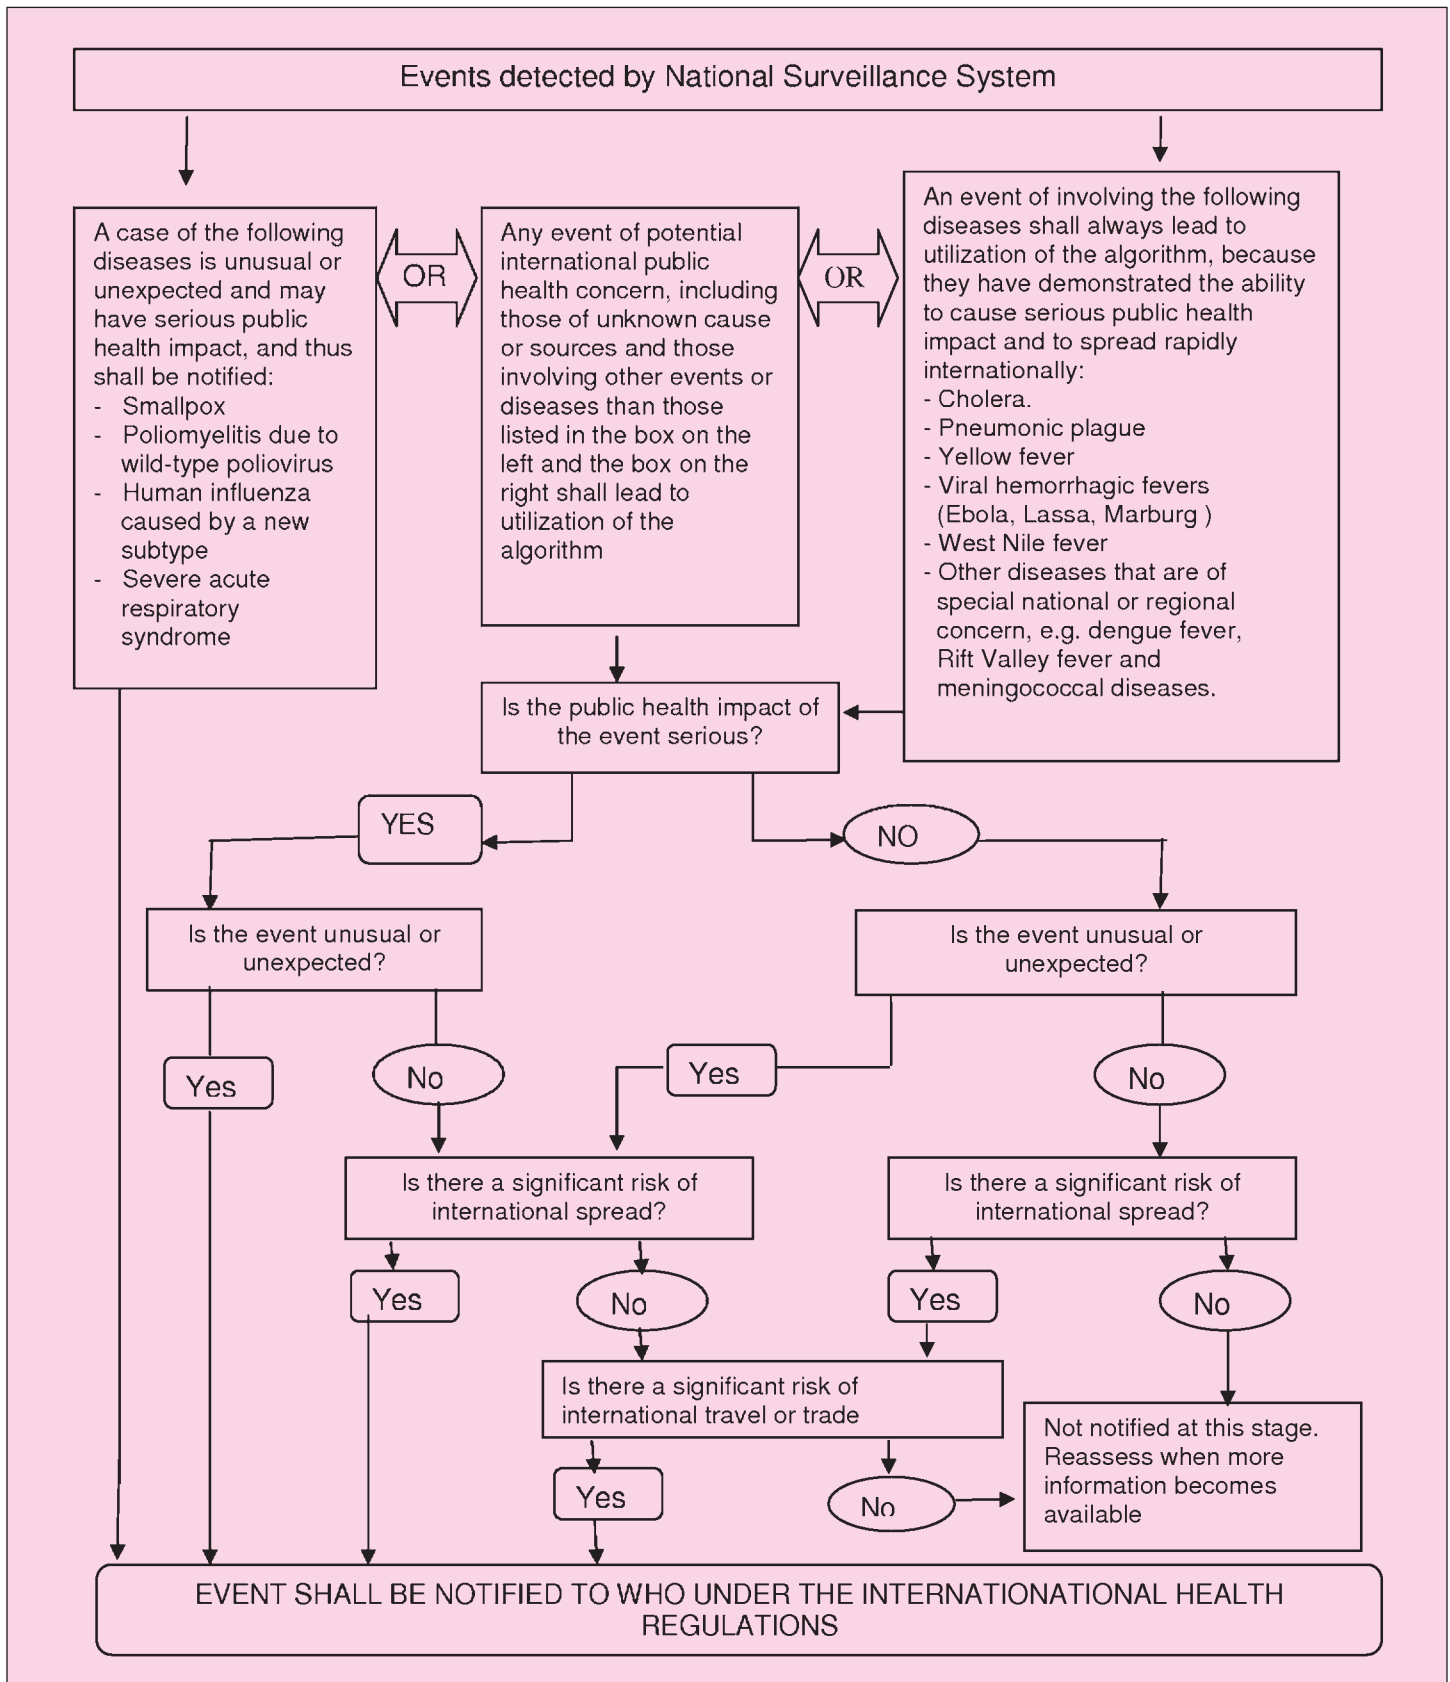 Events detected by National Surveillance System
A case of the following
diseases is unusual or
unexpected and may
have serious public
health impact, and thus
shall be notified:
- Smallpox
- Poliomyelitis due to
wild-type poliovirus
- Human influenza
caused by a new
subtype
- Severe acute
respiratory
syndrome
OR
Any event of potential
international public
health concern, including
those of unknown cause
or sources and those
involving other events or
diseases than those
listed in the box on the
left and the box on the
right shall lead to
utilization of the
algorithm
OR
An event of involving the following
diseases shall always lead to
utilization of the algorithm, because
they have demonstrated the ability
to cause serious public health
impact and to spread rapidly
internationally:
- Cholera.
- Pneumonic plague
- Yellow fever
- Viral hemorrhagic fevers
(Ebola, Lassa, Marburg )
- West Nile fever
- Other diseases that are of
special national or regional
concern, e.g. dengue fever,
Rift Valley fever and
meningococcal diseases.
Is the public health impact of
the event serious?
YES
NO
Is the event unusual or
unexpected?
Is the event unusual or
unexpected?
Yes
No
Yes
No
Is there a significant risk of
international spread?
Is there a significant risk of
international spread?
Yes
No
Yes
No
Is there a significant risk of
international travel or trade
Not notified at this stage.
Reassess when more
information becomes
available
Yes
No
EVENT SHALL BE NOTIFIED TO WHO UNDER THE INTERNATIONATIONAL HEALTH
REGULATIONS